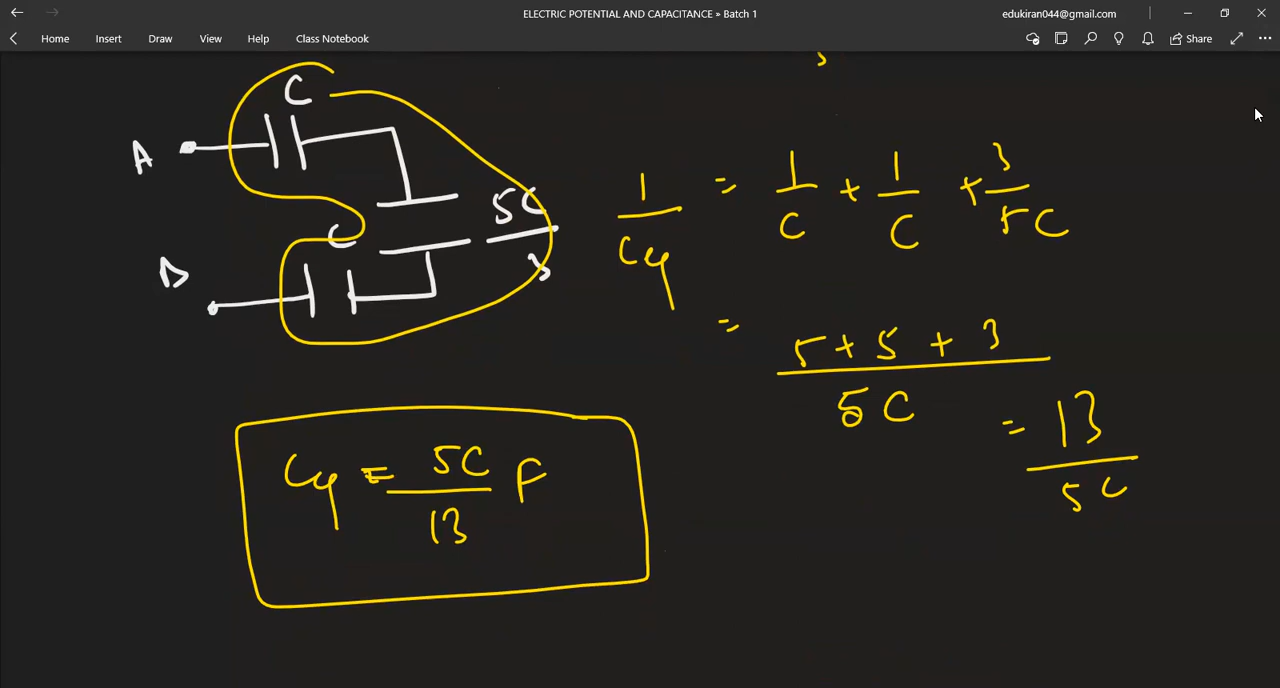 ELECTRIC POTENTIAL AND CAPACITANCE » Batch 1
edukiran044@gmail.com
Home Insert Draw View Help Class Notebook
Share
C
A
5C
3
C
B
1/Cq = 1/C + 1/C + 3/5C
= 5 + 5 + 3 / 5C
= 13/5C
Cq = 5C/13 F